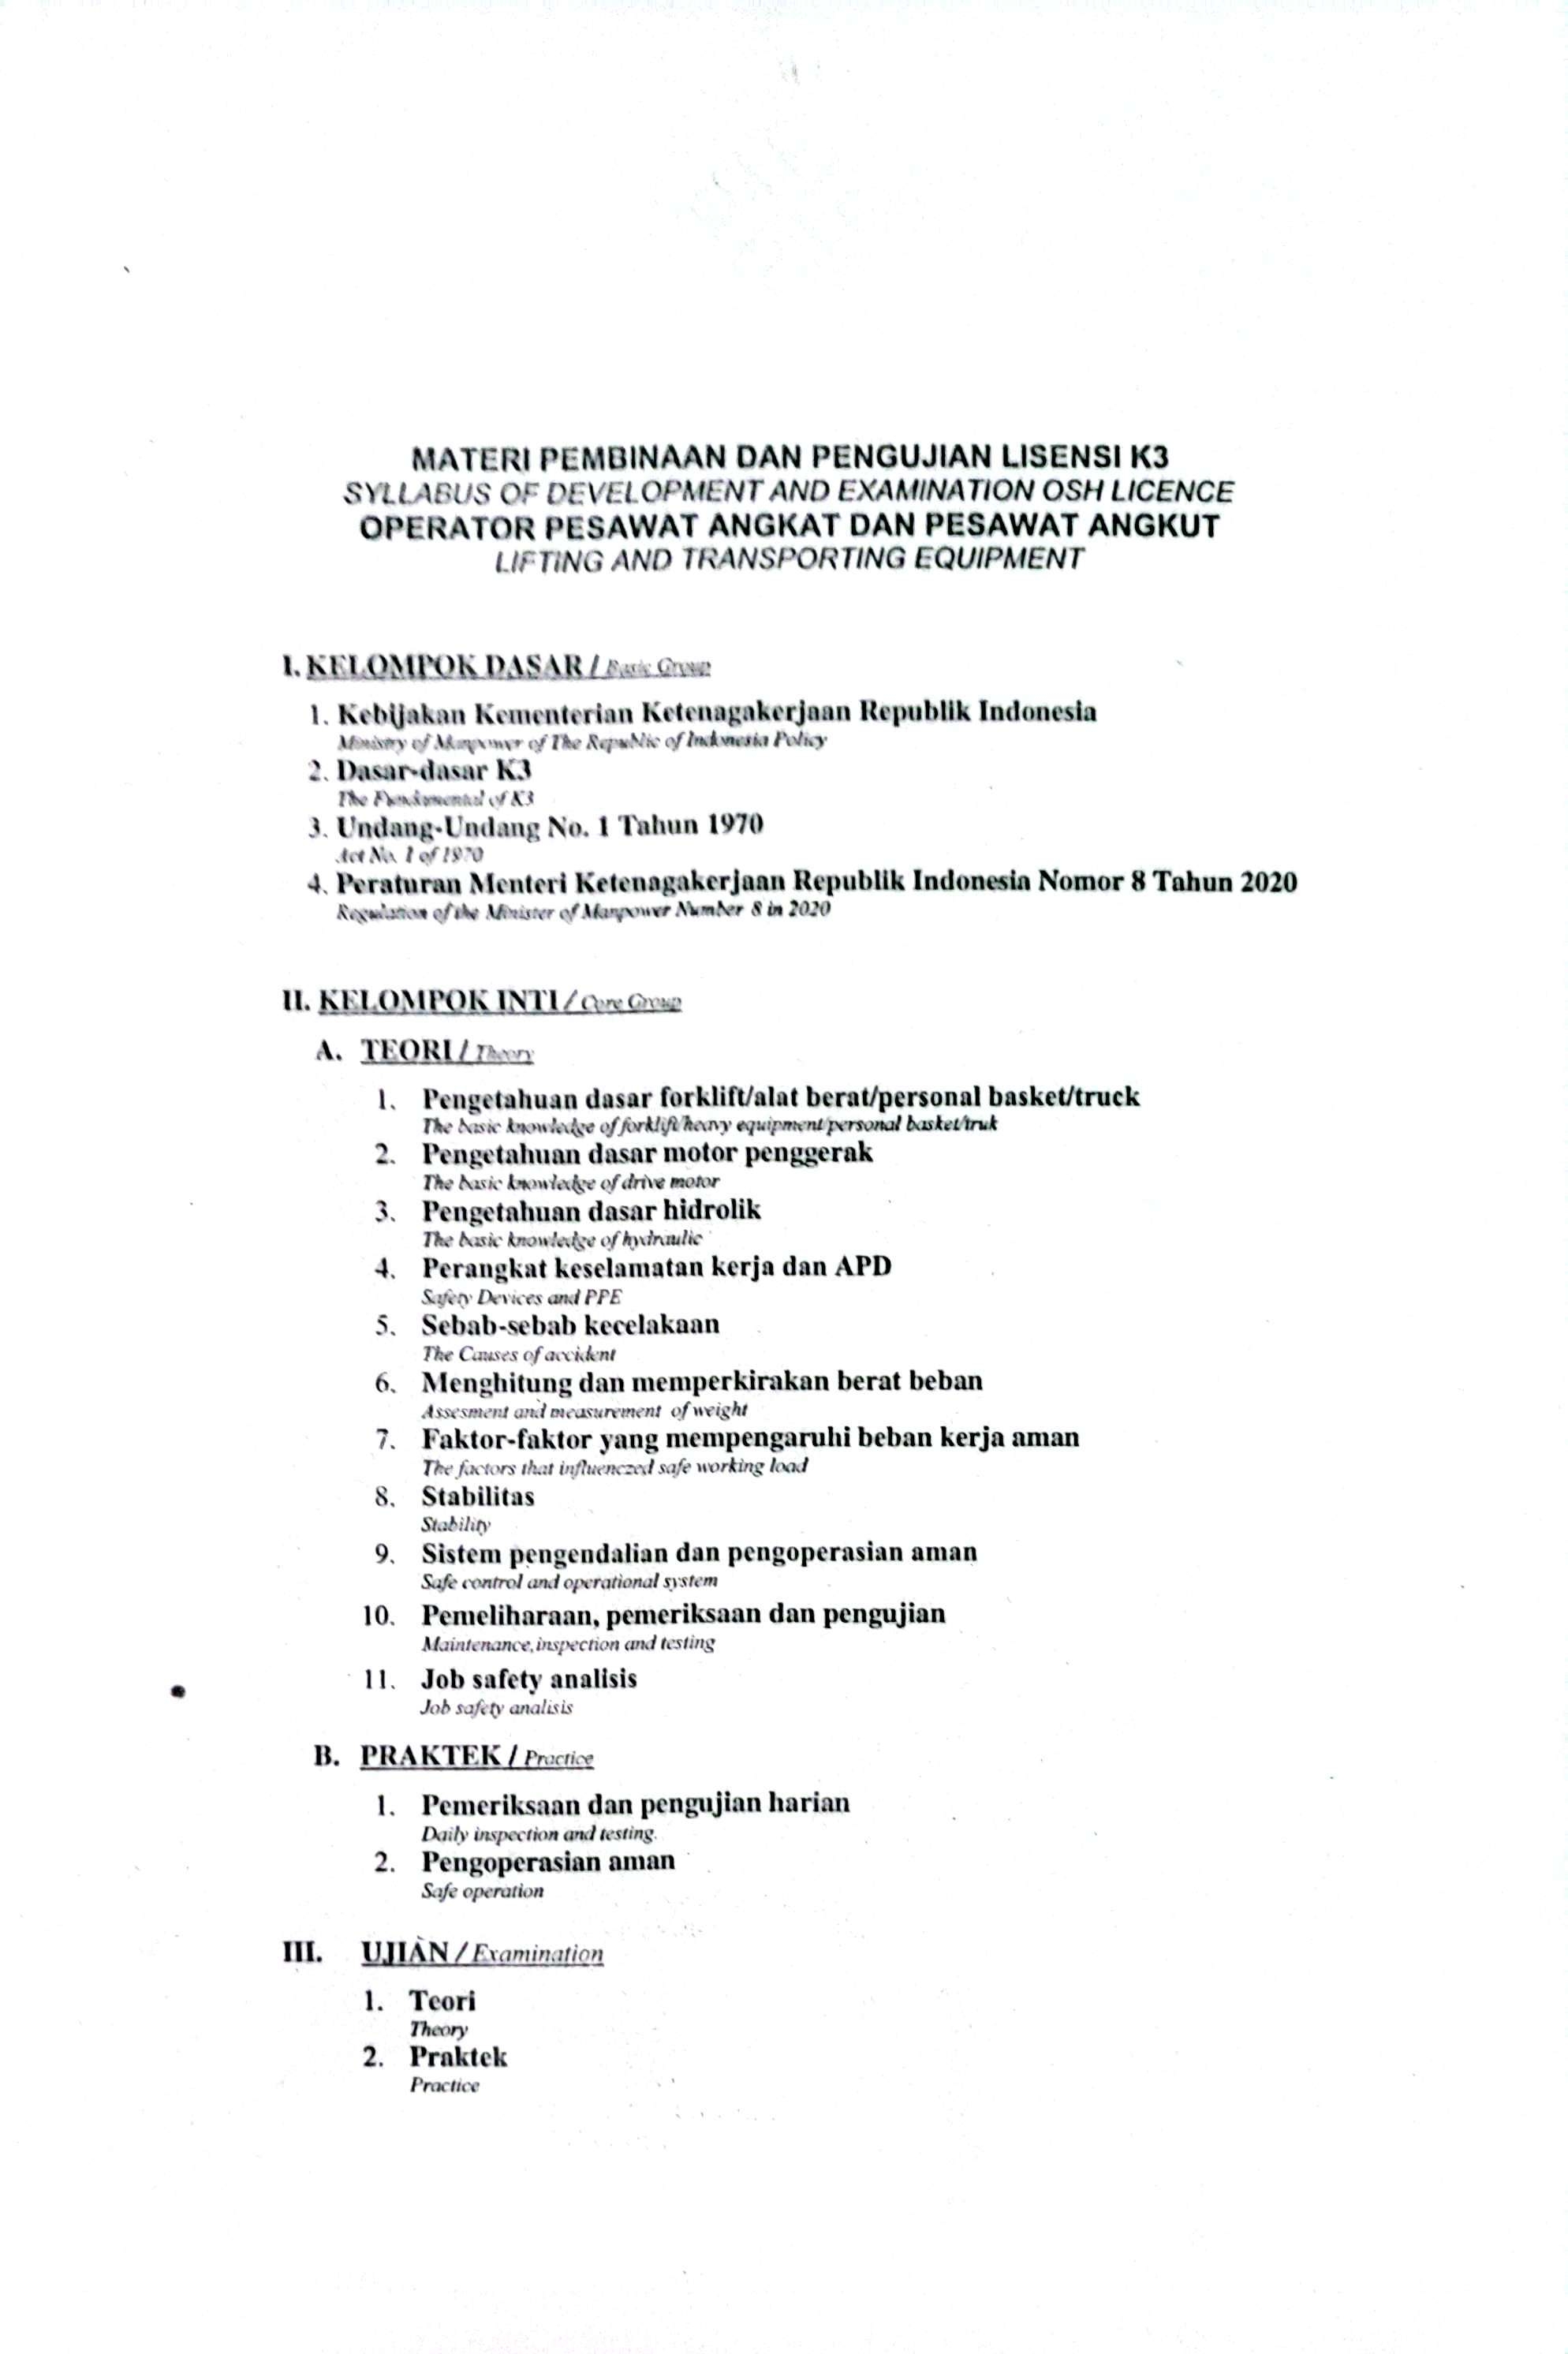 MATERI PEMBINAAN DAN PENGUJIAN LISENSI K3
SYLLABUS OF DEVELOPMENT AND EXAMINATION OSH LICENCE
OPERATOR PESAWAT ANGKAT DAN PESAWAT ANGKUT
LIFTING AND TRANSPORTING EQUIPMENT
I. KELOMPOK DASAR / Basic Group
1. Kebijakan Kementerian Ketenagakerjaan Republik Indonesia
Ministry of Manpower of The Republic of Indonesia Policy
2. Dasar-dasar K3
The Fundamental of K3
3. Undang-Undang No. 1 Tahun 1970
Act No. 1 of 1970
4. Peraturan Menteri Ketenagakerjaan Republik Indonesia Nomor 8 Tahun 2020
Regulation of the Minister of Manpower Number 8 in 2020
II. KELOMPOK INTI / Core Group
A. TEORI / Theory
1. Pengetahuan dasar forklift/alat berat/personal basket/truck
The basic knowledge of forklift/heavy equipment/personal basket/truk
2. Pengetahuan dasar motor penggerak
The basic knowledge of drive motor
3. Pengetahuan dasar hidrolik
The basic knowledge of hydraulic
4. Perangkat keselamatan kerja dan APD
Safety Devices and PPE
5. Sebab-sebab kecelakaan
The Causes of accident
6. Menghitung dan memperkirakan berat beban
Assesment and measurement of weight
7. Faktor-faktor yang mempengaruhi beban kerja aman
The factors that influenczed safe working load
8. Stabilitas
Stability
9. Sistem pengendalian dan pengoperasian aman
Safe control and operational system
10. Pemeliharaan, pemeriksaan dan pengujian
Maintenance,inspection and testing
11. Job safety analisis
Job safety analisis
B. PRAKTEK / Practice
1. Pemeriksaan dan pengujian harian
Daily inspection and testing.
2. Pengoperasian aman
Safe operation
III. UJIAN / Examination
1. Teori
Theory
2. Praktek
Practice